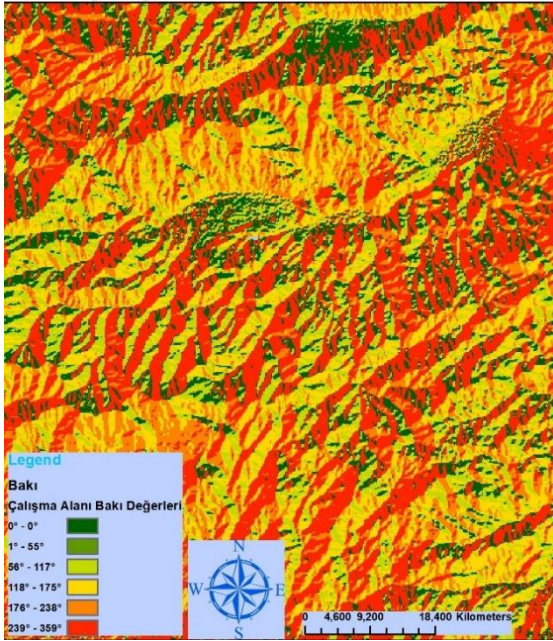 Legend
Bakı
Çalışma Alanı Bakı Değerleri
0° - 0°
1° - 55°
56° - 117°
118° - 175°
176° - 238°
239° - 359°
N
W E
S
0 4,600 9,200 18,400 Kilometers